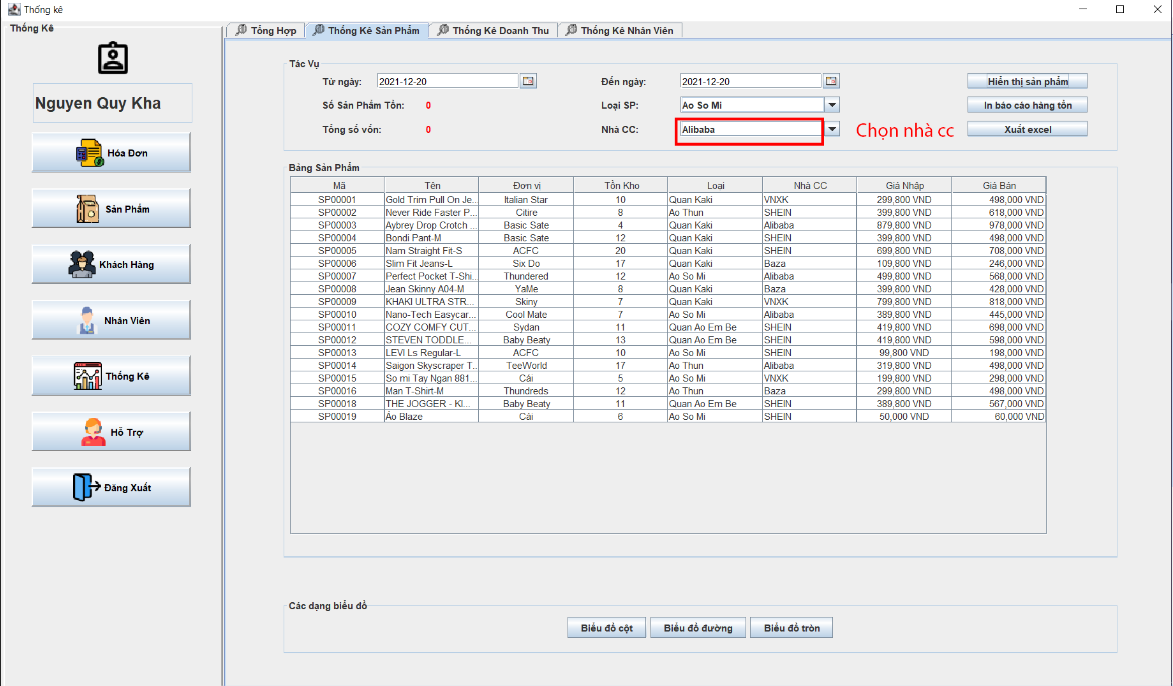 Thống kê
Thống Kê
Nguyen Quy Kha
Hóa Đơn
Sản Phẩm
Khách Hàng
Nhân Viên
Thống Kê
Hỗ Trợ
Đăng Xuất
Tổng Hợp Thống Kê Sản Phẩm Thống Kê Doanh Thu Thống Kê Nhân Viên
Tác Vụ
Từ ngày: 2021-12-20 Đến ngày: 2021-12-20 Hiển thị sản phẩm
Số Sản Phẩm Tồn: 0 Loại SP: Ao So Mi In báo cáo hàng tồn
Tổng số vốn: 0 Nhà CC: Alibaba Chọn nhà cc Xuất excel
Bảng Sản Phẩm
Mã Tên Đơn vị Tồn Kho Loại Nhà CC Giá Nhập Giá Bán
SP00001 Gold Trim Pull On Je... Italian Star 10 Quan Kaki VNXK 299,800 VND 498,000 VND
SP00002 Never Ride Faster P... Citire 8 Ao Thun SHEIN 399,800 VND 618,000 VND
SP00003 Aybrey Drop Crotch ... Basic Sate 4 Quan Kaki Alibaba 879,800 VND 978,000 VND
SP00004 Bondi Pant-M Basic Sate 12 Quan Kaki SHEIN 399,800 VND 498,000 VND
SP00005 Nam Straight Fit-S ACFC 20 Quan Kaki SHEIN 699,800 VND 708,000 VND
SP00006 Slim Fit Jeans-L Six Do 17 Quan Kaki Baza 109,800 VND 246,000 VND
SP00007 Perfect Pocket T-Shi... Thundered 12 Ao So Mi Alibaba 499,800 VND 568,000 VND
SP00008 Jean Skinny A04-M YaMe 8 Quan Kaki Baza 399,800 VND 428,000 VND
SP00009 KHAKI ULTRA STR... Skiny 7 Quan Kaki VNXK 799,800 VND 818,000 VND
SP00010 Nano-Tech Easycar... Cool Mate 7 Ao So Mi Alibaba 389,800 VND 445,000 VND
SP00011 COZY COMFY CUT... Sydan 11 Quan Ao Em Be SHEIN 419,800 VND 698,000 VND
SP00012 STEVEN TODDLE... Baby Beaty 13 Quan Ao Em Be SHEIN 419,800 VND 598,000 VND
SP00013 LEVI Ls Regular-L ACFC 10 Ao So Mi SHEIN 99,800 VND 198,000 VND
SP00014 Saigon Skyscraper T... TeeWorld 17 Ao Thun Alibaba 319,800 VND 498,000 VND
SP00015 So mi Tay Ngan 881... Cái 5 Ao So Mi VNXK 199,800 VND 298,000 VND
SP00016 Man T-Shirt-M Thundreds 12 Ao Thun Baza 299,800 VND 498,000 VND
SP00018 THE JOGGER - KI... Baby Beaty 11 Quan Ao Em Be SHEIN 389,800 VND 567,000 VND
SP00019 Áo Blaze Cái 6 Ao So Mi SHEIN 50,000 VND 60,000 VND
Các dạng biểu đồ
Biểu đồ cột Biểu đồ đường Biểu đồ tròn